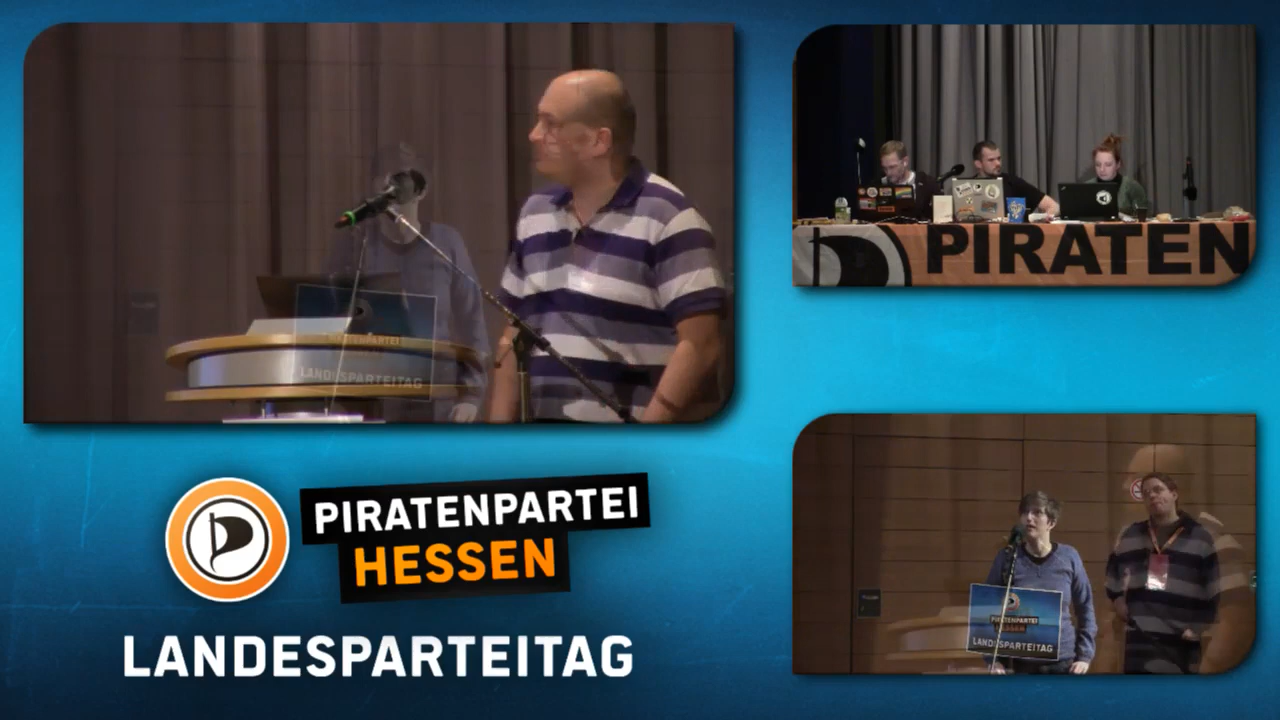 PIRATENPARTEI
LANDESPARTEITAG
PIRATEN
PIRATENPARTEI
HESSEN
LANDESPARTEITAG
PIRATENPARTEI
HESSEN
LANDESPARTEITAG